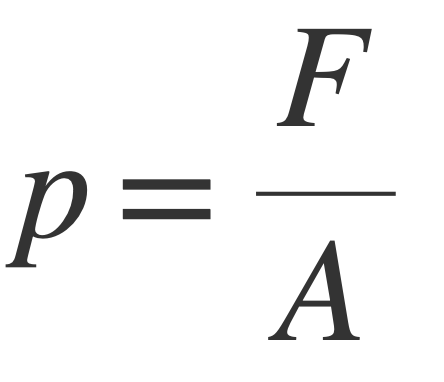 p = F/A